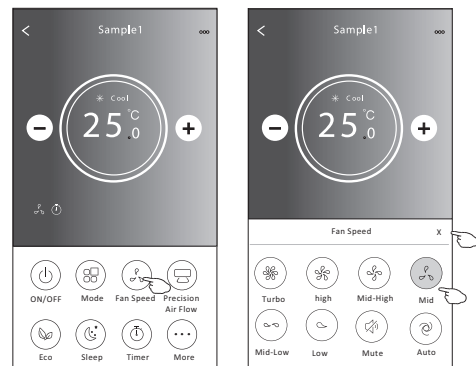 Sample1
Cool
25.0°C
ON/OFF Mode Fan Speed Precision Air Flow
Eco Sleep Timer More
Sample1
Cool
25.0°C
Fan Speed X
Turbo high Mid-High Mid
Mid-Low Low Mute Auto